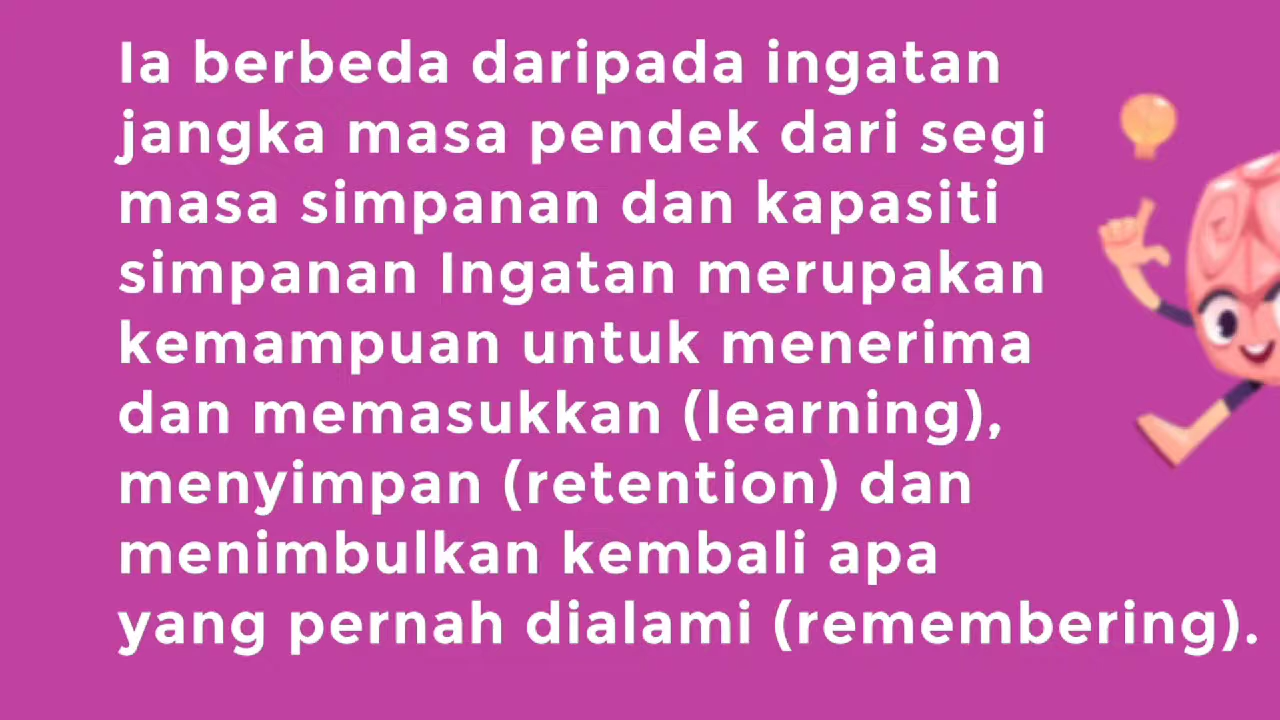 Ia berbeda daripada ingatan
jangka masa pendek dari segi
masa simpanan dan kapasiti
simpanan Ingatan merupakan
kemampuan untuk menerima
dan memasukkan (learning),
menyimpan (retention) dan
menimbulkan kembali apa
yang pernah dialami (remembering).